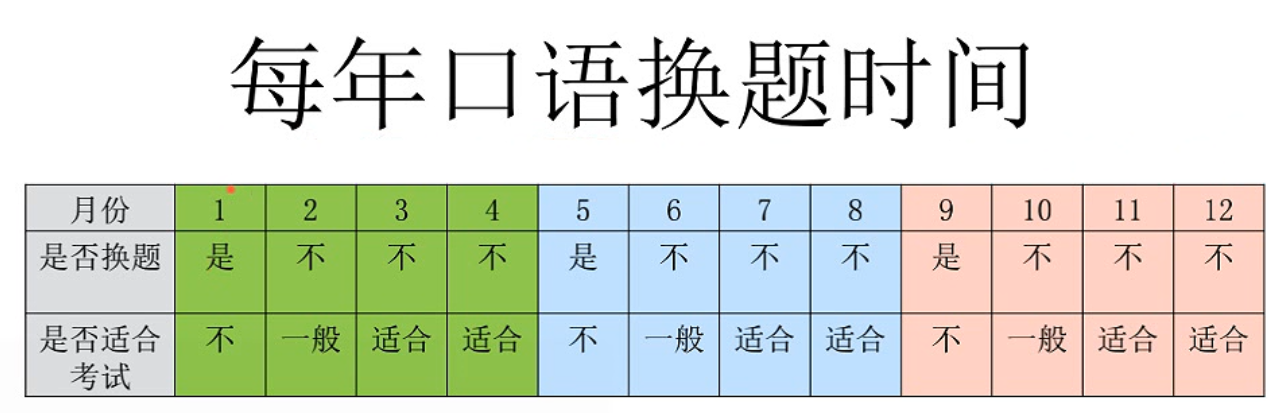 每年口语换题时间
月份 1 2 3 4 5 6 7 8 9 10 11 12
是否换题 是 不 不 不 是 不 不 不 是 不 不 不
是否适合 不 一般 适合 适合 不 一般 适合 适合 不 一般 适合 适合
考试